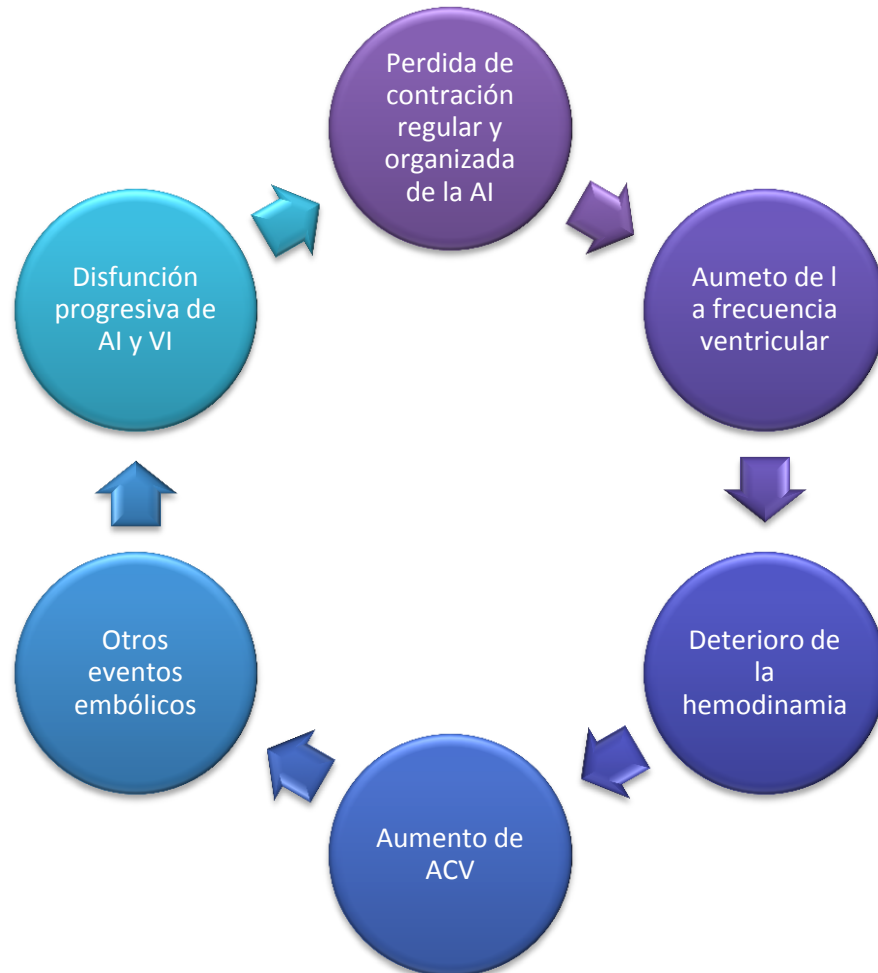 Perdida de
contración
regular y
organizada
de la AI
Aumeto de l
a frecuencia
ventricular
Deterioro de
la
hemodinamia
Aumento de
ACV
Otros
eventos
embólicos
Disfunción
progresiva de
AI y VI